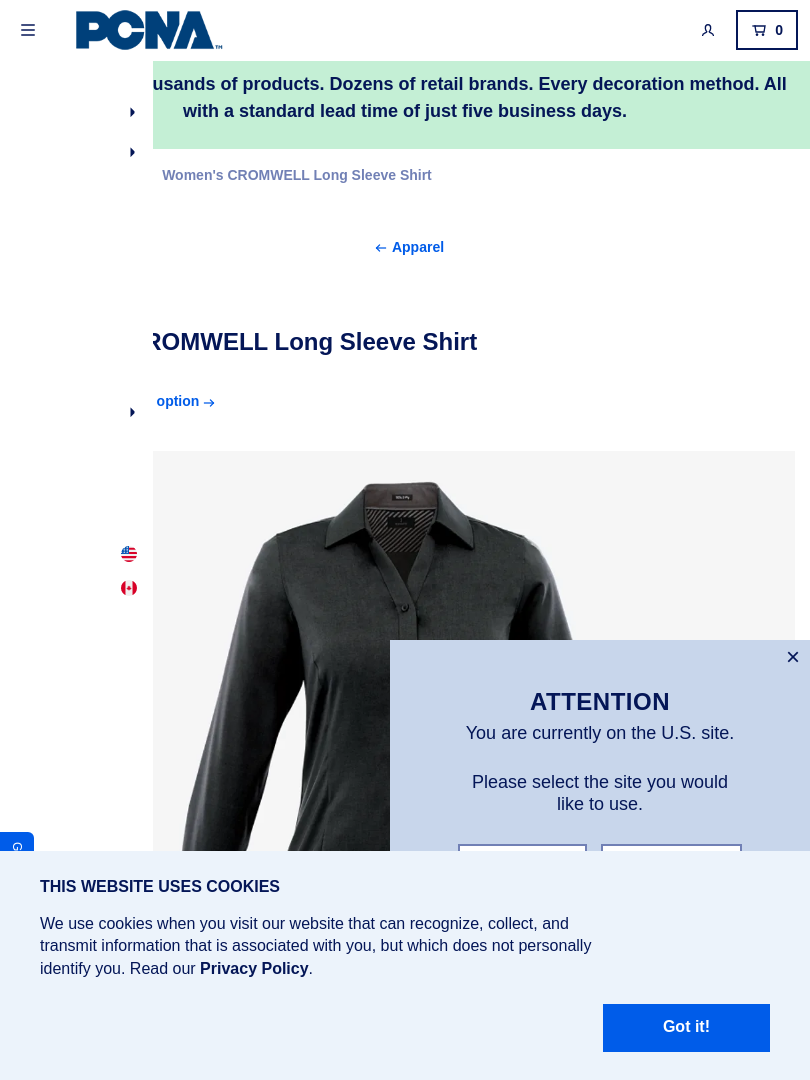 PCNA™
0
usands of products. Dozens of retail brands. Every decoration method. All
with a standard lead time of just five business days.
Women's CROMWELL Long Sleeve Shirt
← Apparel
ROMWELL Long Sleeve Shirt
option →
ATTENTION
You are currently on the U.S. site.
Please select the site you would
like to use.
G
THIS WEBSITE USES COOKIES
We use cookies when you visit our website that can recognize, collect, and
transmit information that is associated with you, but which does not personally
identify you. Read our Privacy Policy.
Got it!